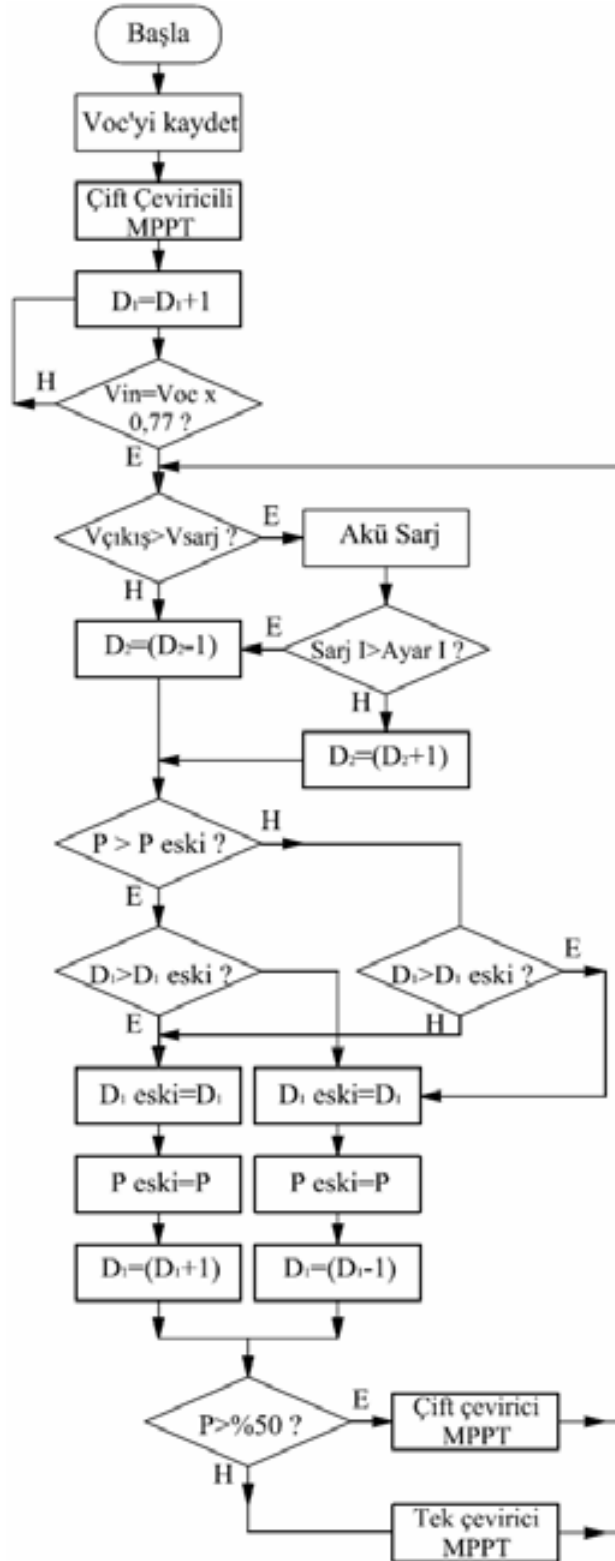 Başla
Voc'yi kaydet
Çift Çeviricili
MPPT
D₁=D₁+1
H
Vin=Voc x
0,77 ?
E
Vçıkış>Vsarj ?
E
Akü Sarj
H
D₂=(D₂-1)
E
Sarj I>Ayar I ?
H
D₂=(D₂+1)
P > P eski ?
H
E
D₁>D₁ eski ?
D₁>D₁ eski ?
E
E
H
D₁ eski=D₁
D₁ eski=D₁
P eski=P
P eski=P
D₁=(D₁+1)
D₁=(D₁-1)
P>%50 ?
E
Çift çevirici
MPPT
H
Tek çevirici
MPPT